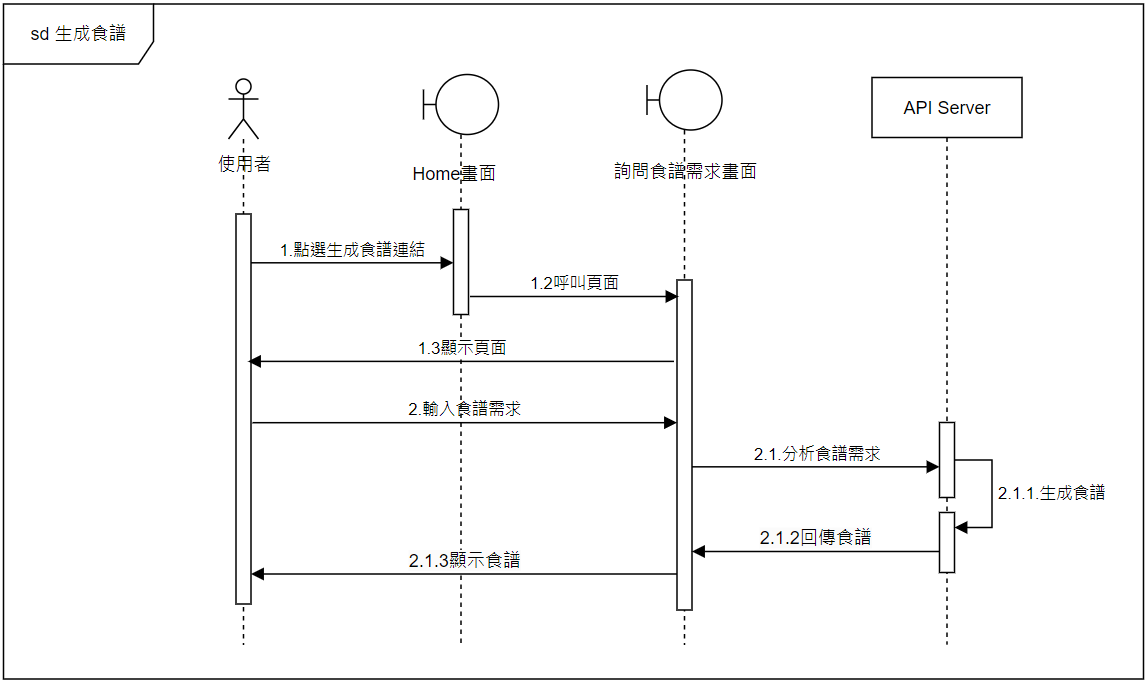 sd 生成食譜
使用者
Home畫面
詢問食譜需求畫面
API Server
1.點選生成食譜連結
1.2呼叫頁面
1.3顯示頁面
2.輸入食譜需求
2.1.分析食譜需求
2.1.1.生成食譜
2.1.2回傳食譜
2.1.3顯示食譜